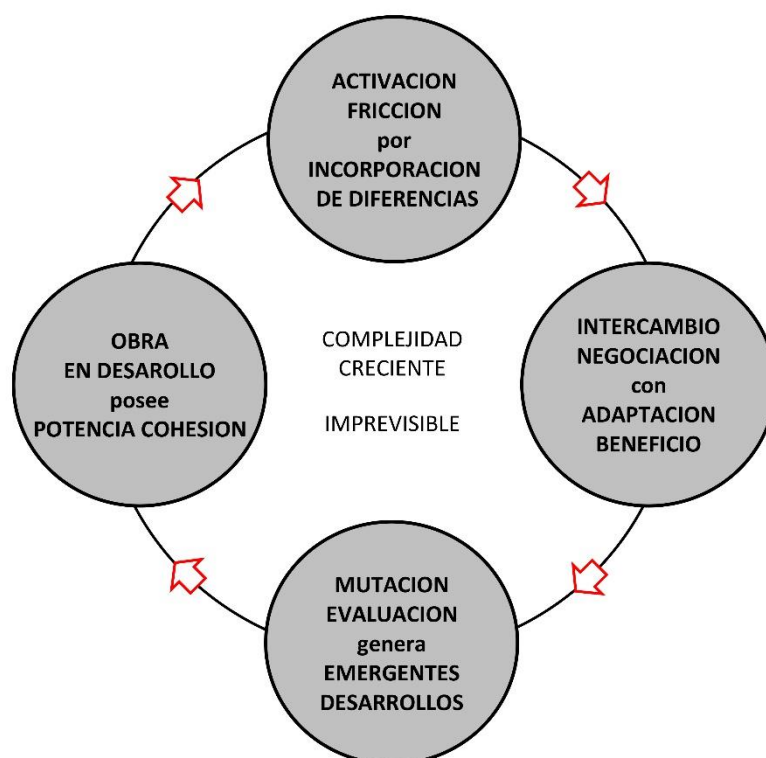 ACTIVACION
FRICCION
por
INCORPORACION
DE DIFERENCIAS
OBRA
EN DESAROLLO
posee
POTENCIA COHESION
COMPLEJIDAD
CRECIENTE
IMPREVISIBLE
INTERCAMBIO
NEGOCIACION
con
ADAPTACION
BENEFICIO
MUTACION
EVALUACION
genera
EMERGENTES
DESARROLLOS